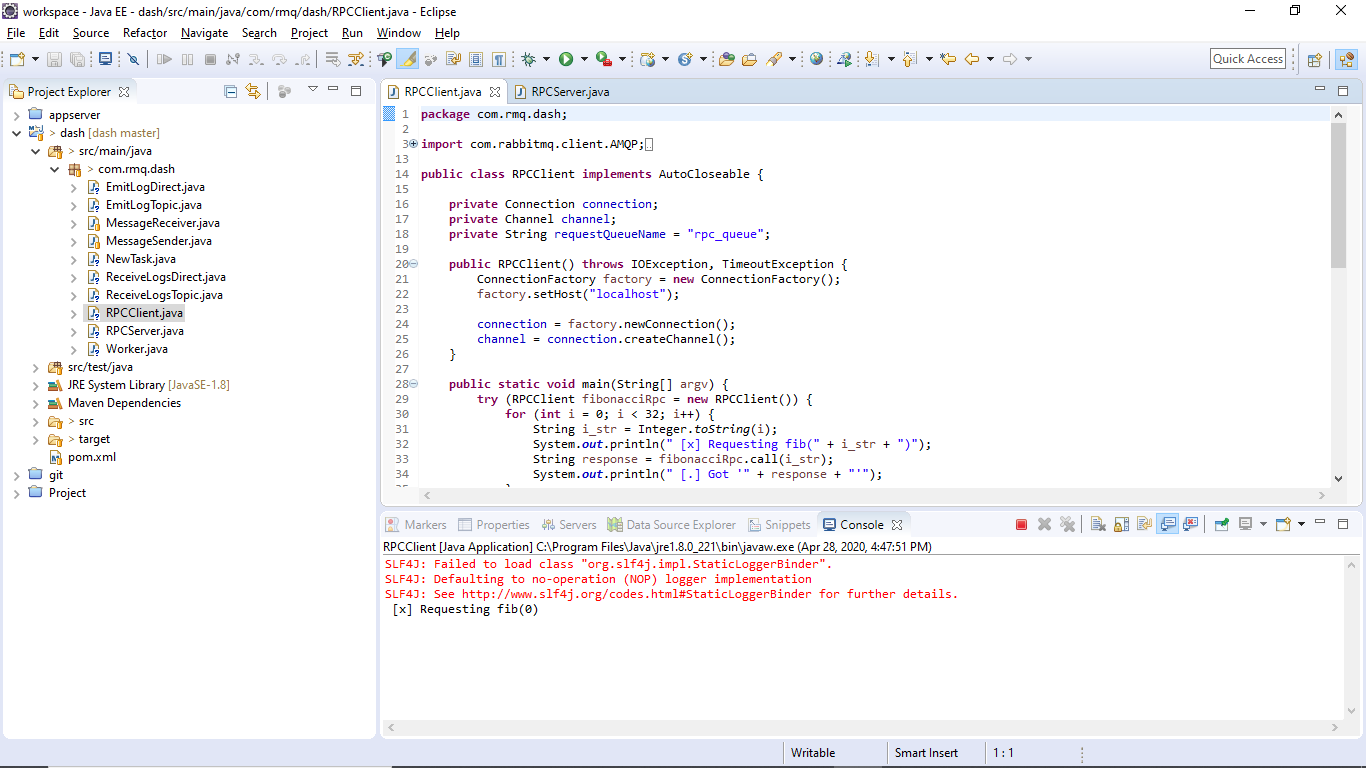 workspace - Java EE - dash/src/main/java/com/rmq/dash/RPCClient.java - Eclipse
File Edit Source Refactor Navigate Search Project Run Window Help
Quick Access
Project Explorer
appserver
> dash [dash master]
> src/main/java
> com.rmq.dash
EmitLogDirect.java
EmitLogTopic.java
MessageReceiver.java
MessageSender.java
NewTask.java
ReceiveLogsDirect.java
ReceiveLogsTopic.java
RPCClient.java
RPCServer.java
Worker.java
src/test/java
JRE System Library [JavaSE-1.8]
Maven Dependencies
> src
> target
pom.xml
git
Project
RPCClient.java RPCServer.java
1 package com.rmq.dash;
2
3 import com.rabbitmq.client.AMQP;
13
14 public class RPCClient implements AutoCloseable {
15
16 private Connection connection;
17 private Channel channel;
18 private String requestQueueName = "rpc_queue";
19
20 public RPCClient() throws IOException, TimeoutException {
21 ConnectionFactory factory = new ConnectionFactory();
22 factory.setHost("localhost");
23
24 connection = factory.newConnection();
25 channel = connection.createChannel();
26 }
27
28 public static void main(String[] argv) {
29 try (RPCClient fibonacciRpc = new RPCClient()) {
30 for (int i = 0; i < 32; i++) {
31 String i_str = Integer.toString(i);
32 System.out.println(" [x] Requesting fib(" + i_str + ")");
33 String response = fibonacciRpc.call(i_str);
34 System.out.println(" [.] Got '" + response + "'");
Markers Properties Servers Data Source Explorer Snippets Console
RPCClient [Java Application] C:\Program Files\Java\jre1.8.0_221\bin\javaw.exe (Apr 28, 2020, 4:47:51 PM)
SLF4J: Failed to load class "org.slf4j.impl.StaticLoggerBinder".
SLF4J: Defaulting to no-operation (NOP) logger implementation
SLF4J: See http://www.slf4j.org/codes.html#StaticLoggerBinder for further details.
[x] Requesting fib(0)
Writable Smart Insert 1 : 1